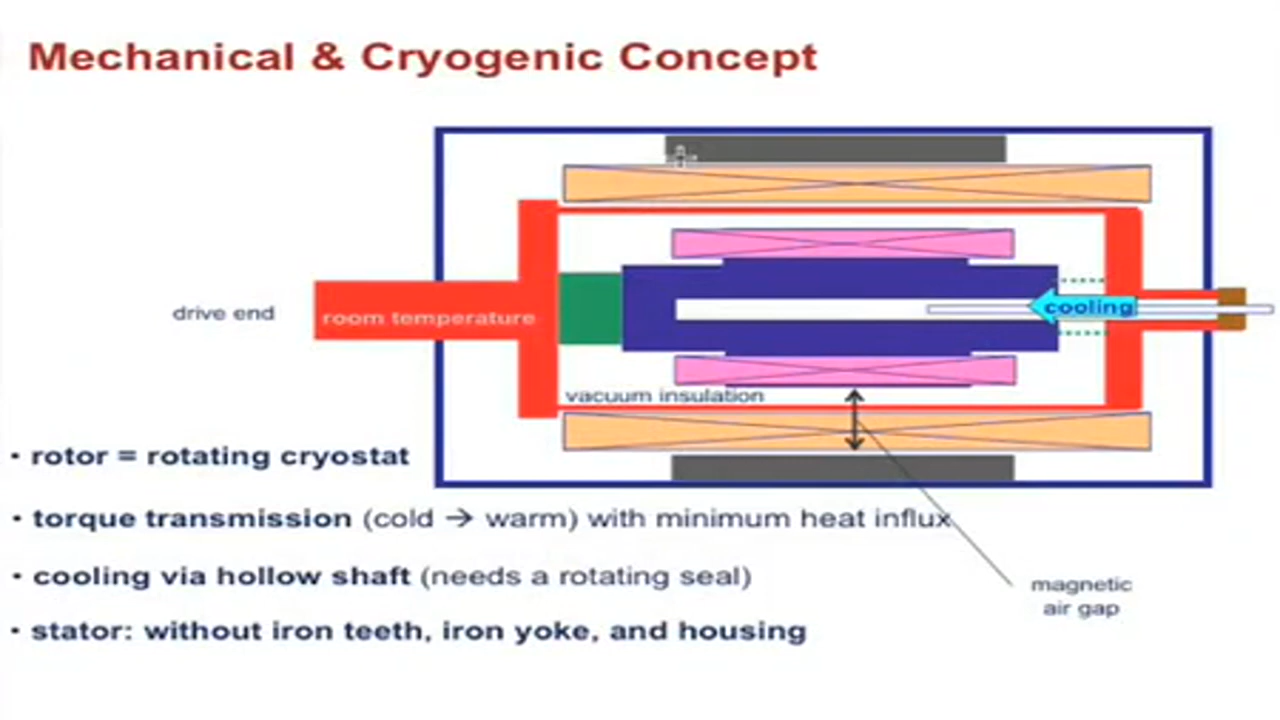 Mechanical & Cryogenic Concept
drive end
room temperature
cooling
vacuum insulation
• rotor = rotating cryostat
• torque transmission (cold → warm) with minimum heat influx
• cooling via hollow shaft (needs a rotating seal)
magnetic
air gap
• stator: without iron teeth, iron yoke, and housing